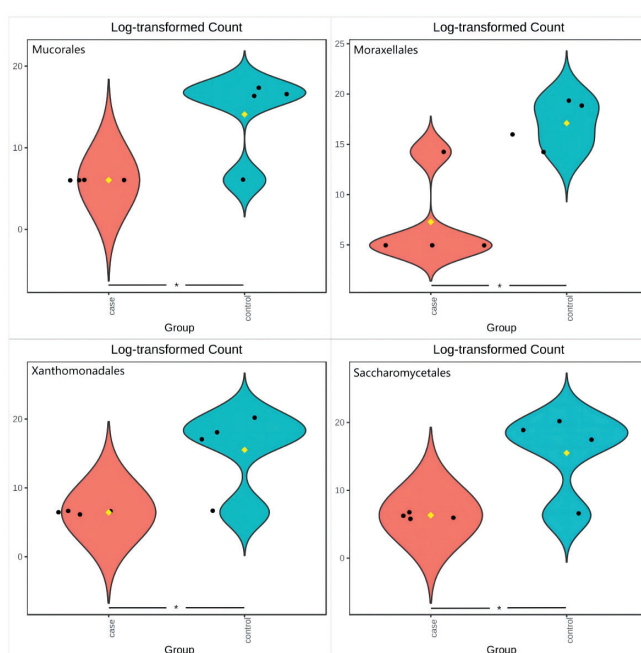 Log-transformed Count
Mucorales
20
10
0
case
control
*
Group
Log-transformed Count
Moraxellales
25
20
15
10
5
case
control
*
Group
Log-transformed Count
Xanthomonadales
20
10
0
case
control
*
Group
Log-transformed Count
Saccharomycetales
20
10
0
case
control
*
Group